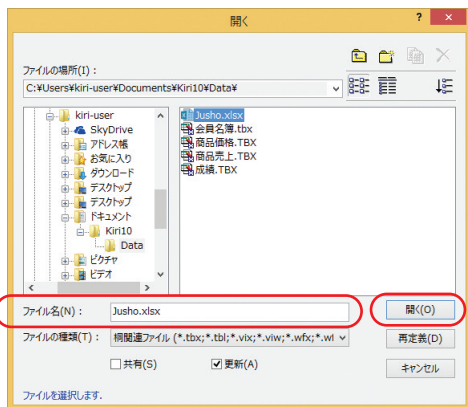 開く
? ×
ファイルの場所(I) :
C:¥Users¥kiri-user¥Documents¥Kiri10¥Data¥
kiri-user
SkyDrive
アドレス帳
お気に入り
ダウンロード
デスクトップ
デスクトップ
ドキュメント
Kiri10
Data
ピクチャ
ビデオ
Jusho.xlsx
会員名簿.tbx
商品価格.TBX
商品売上.TBX
成績.TBX
ファイル名(N) : Jusho.xlsx 開く(O)
ファイルの種類(T) : 桐関連ファイル (*.tbx;*.tbl;*.vix;*.viw;*.wfx;*.wf 再定義(D)
共有(S) 更新(A) キャンセル
ファイルを選択します.